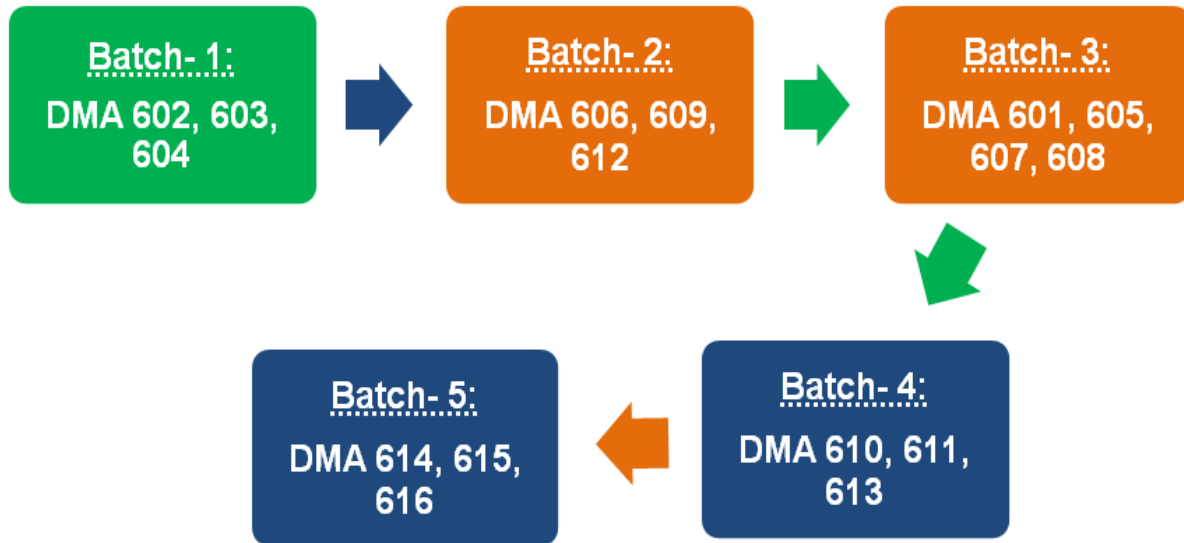 Batch- 1:
DMA 602, 603,
604
Batch- 2:
DMA 606, 609,
612
Batch- 3:
DMA 601, 605,
607, 608
Batch- 4:
DMA 610, 611,
613
Batch- 5:
DMA 614, 615,
616